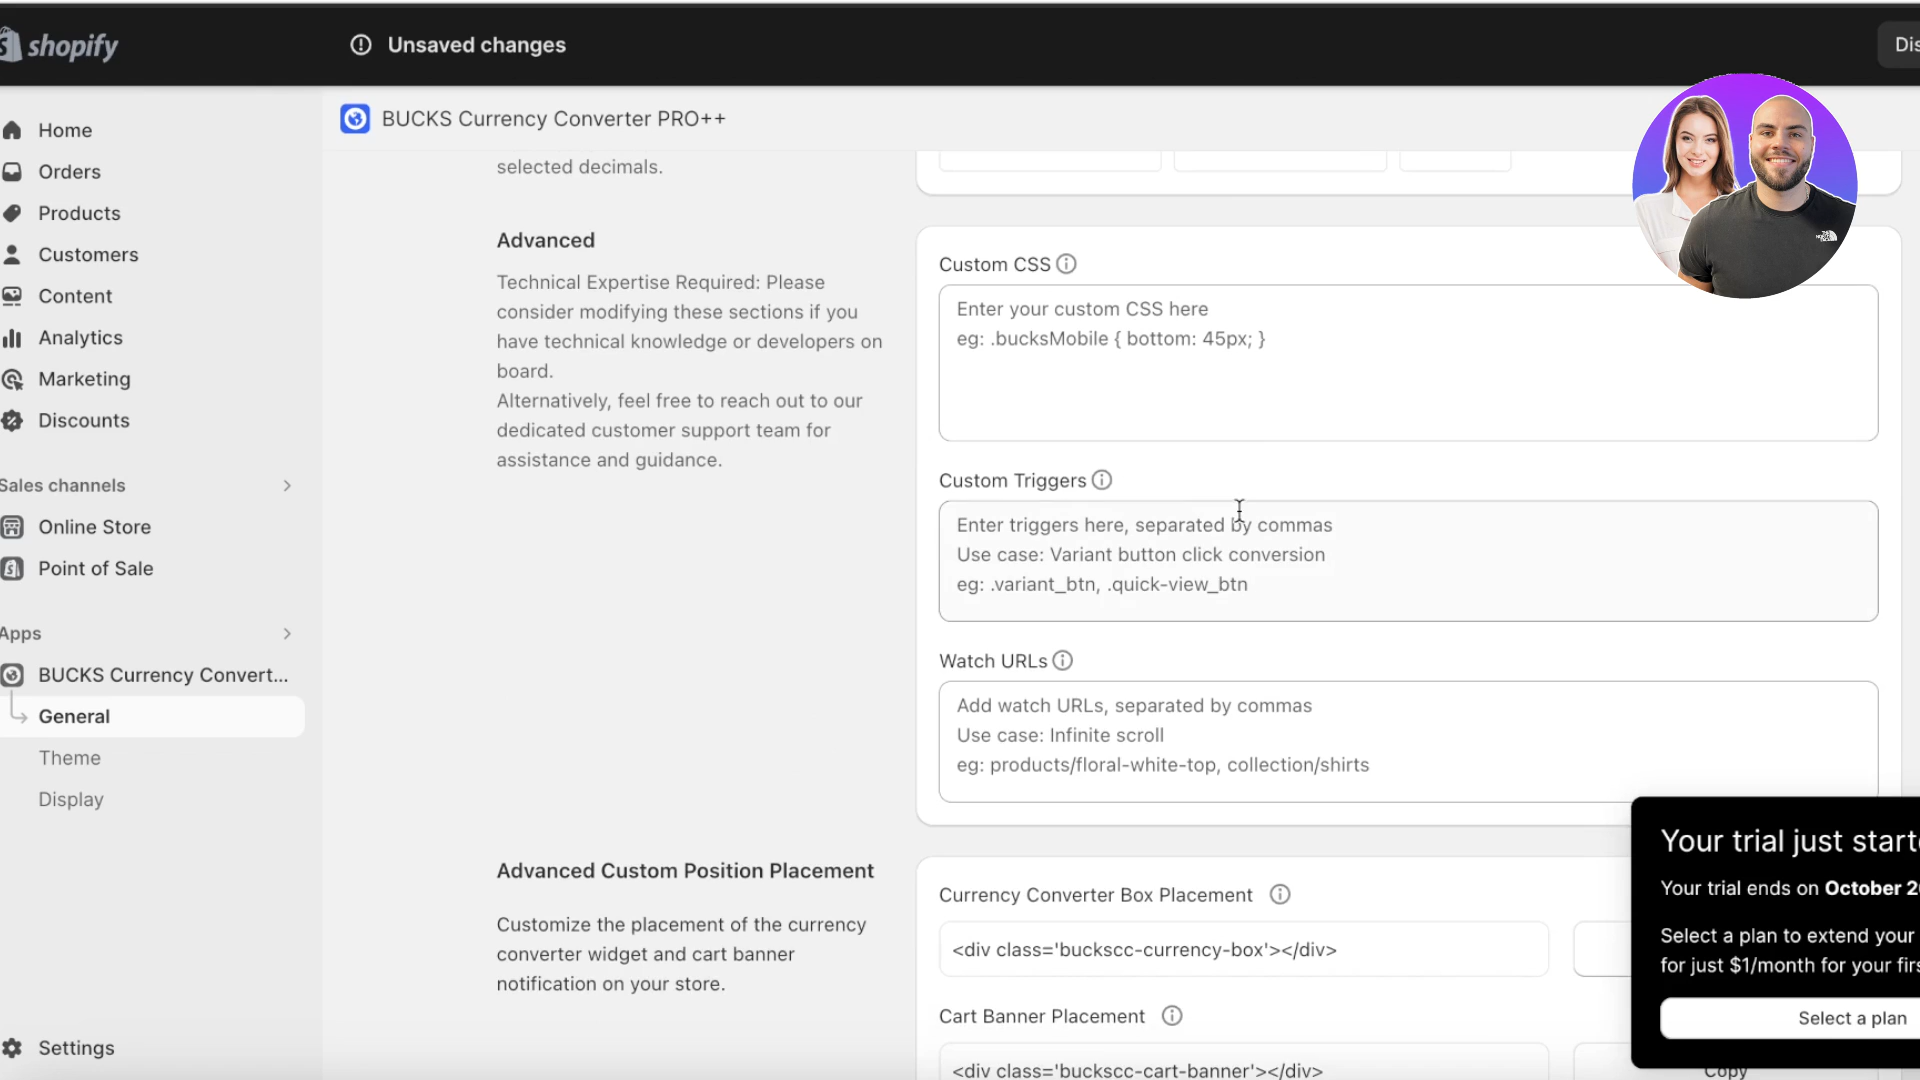 shopify
Unsaved changes
Dis
BUCKS Currency Converter PRO++
Home
Orders
Products
Customers
Content
Analytics
Marketing
Discounts
Sales channels
Online Store
Point of Sale
Apps
BUCKS Currency Convert...
General
Theme
Display
Settings
selected decimals.
Advanced
Technical Expertise Required: Please
consider modifying these sections if you
have technical knowledge or developers on
board.
Alternatively, feel free to reach out to our
dedicated customer support team for
assistance and guidance.
Custom CSS
Enter your custom CSS here
eg: .bucksMobile { bottom: 45px; }
Custom Triggers
Enter triggers here, separated by commas
Use case: Variant button click conversion
eg: .variant_btn, .quick-view_btn
Watch URLs
Add watch URLs, separated by commas
Use case: Infinite scroll
eg: products/floral-white-top, collection/shirts
Advanced Custom Position Placement
Customize the placement of the currency
converter widget and cart banner
notification on your store.
Currency Converter Box Placement
<div class='buckscc-currency-box'></div>
Cart Banner Placement
<div class='buckscc-cart-banner'></div>
Copy
Your trial just starte
Your trial ends on October 2
Select a plan to extend your
for just $1/month for your firs
Select a plan